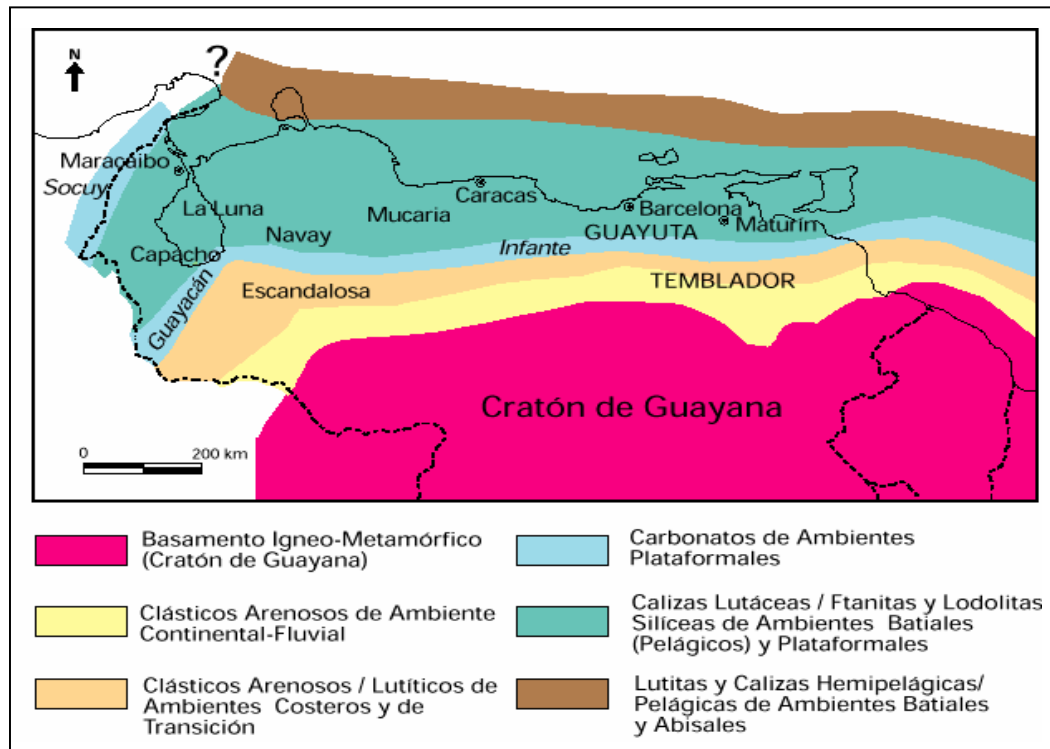 N
?
Maracaibo
Socuy
La Luna
Mucaria
Caracas
Barcelona
Navay
Infante
GUAYUTA
Maturín
Capacho
Guayacán
Escandalosa
TEMBLADOR
Cratón de Guayana
0 200 km
Basamento Igneo-Metamórfico
(Cratón de Guayana)
Clásticos Arenosos de Ambiente
Continental-Fluvial
Clásticos Arenosos / Lutíticos de
Ambientes Costeros y de
Transición
Carbonatos de Ambientes
Plataformales
Calizas Lutáceas / Ftanitas y Lodolitas
Silíceas de Ambientes Batiales
(Pelágicos) y Plataformales
Lutitas y Calizas Hemipelágicas/
Pelágicas de Ambientes Batiales
y Abisales